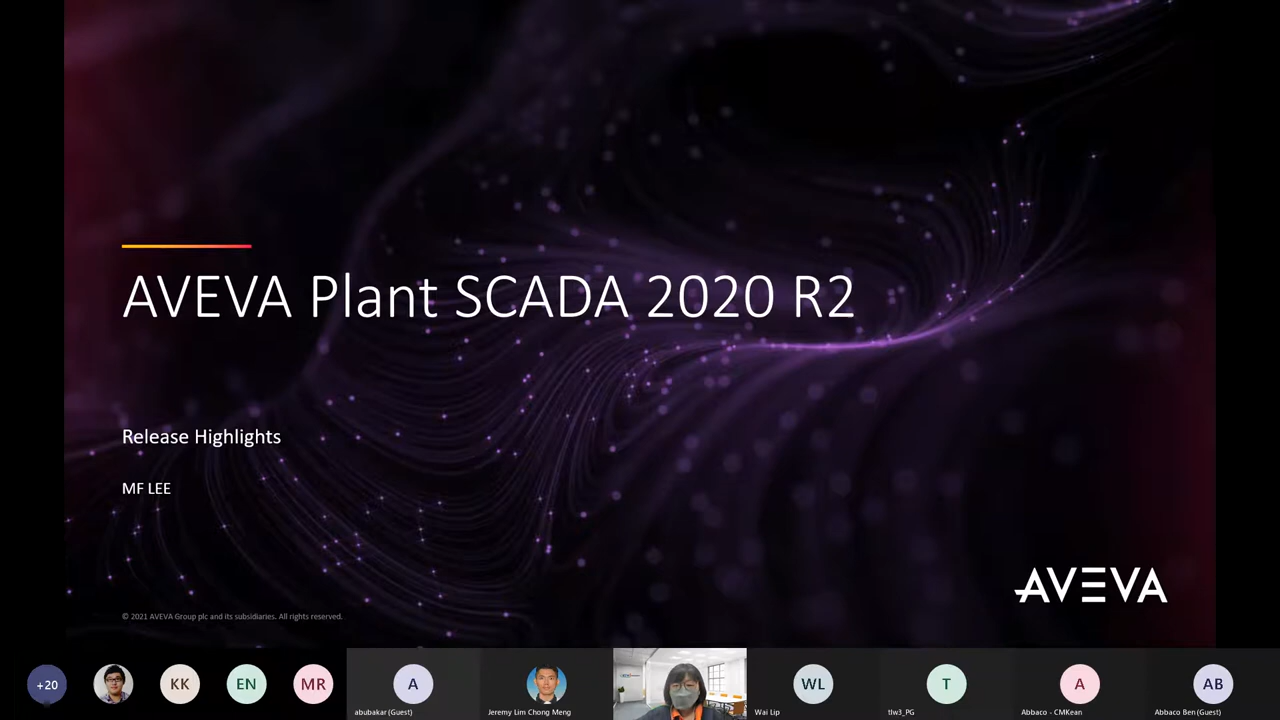 AVEVA Plant SCADA 2020 R2
Release Highlights
MF LEE
AVEVA
© 2021 AVEVA Group plc and its subsidiaries. All rights reserved.
+20
KK
EN
MR
A
WL
T
A
AB
abubakar (Guest)
Jeremy Lim Chong Meng
Wai Lip
tlw3_PG
Abbaco - CMKean
Abbaco Ben (Guest)